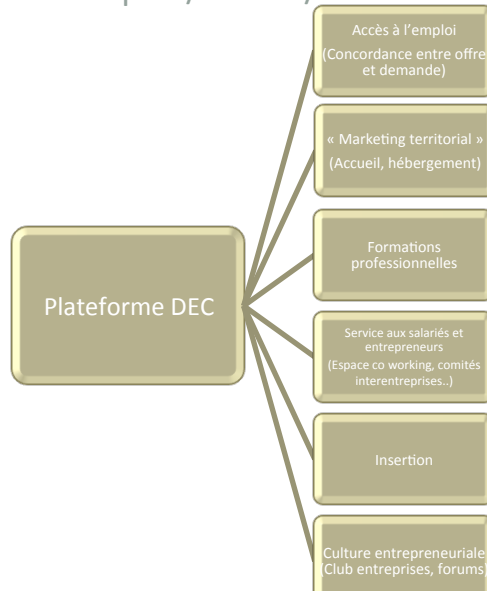 Accès à l’emploi
(Concordance entre offre
et demande)
« Marketing territorial »
(Accueil, hébergement)
Formations
professionnelles
Plateforme DEC
Service aux salariés et
entrepreneurs
(Espace co working, comités
interentreprises..)
Insertion
Culture entrepreneuriale
(Club entreprises, forums)